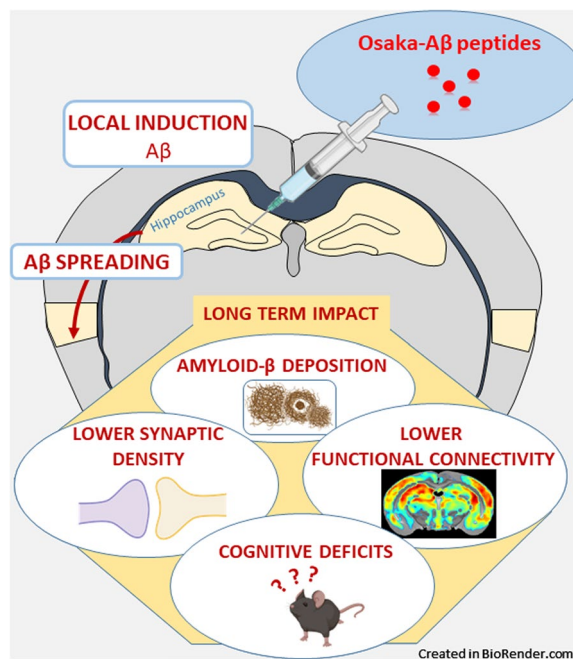 Osaka-Aβ peptides
LOCAL INDUCTION
Aβ
Hippocampus
Aβ SPREADING
LONG TERM IMPACT
AMYLOID-β DEPOSITION
LOWER SYNAPTIC
DENSITY
LOWER
FUNCTIONAL CONNECTIVITY
COGNITIVE DEFICITS
? ? ?
Created in BioRender.com